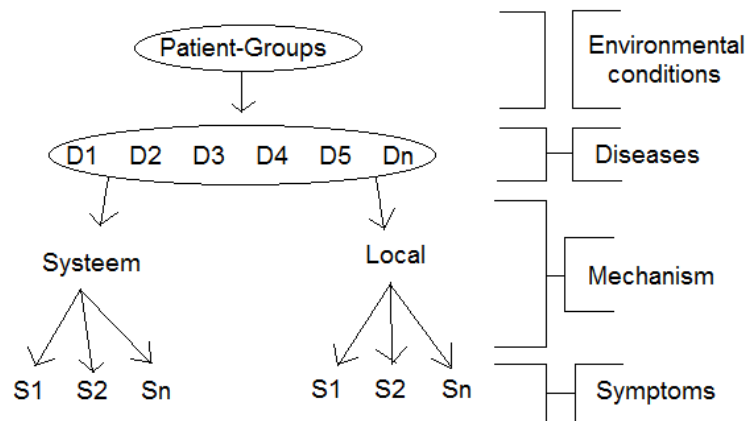 Patient-Groups
Environmental
conditions
D1 D2 D3 D4 D5 Dn
Diseases
Systeem
Local
Mechanism
S1 S2 Sn
S1 S2 Sn
Symptoms